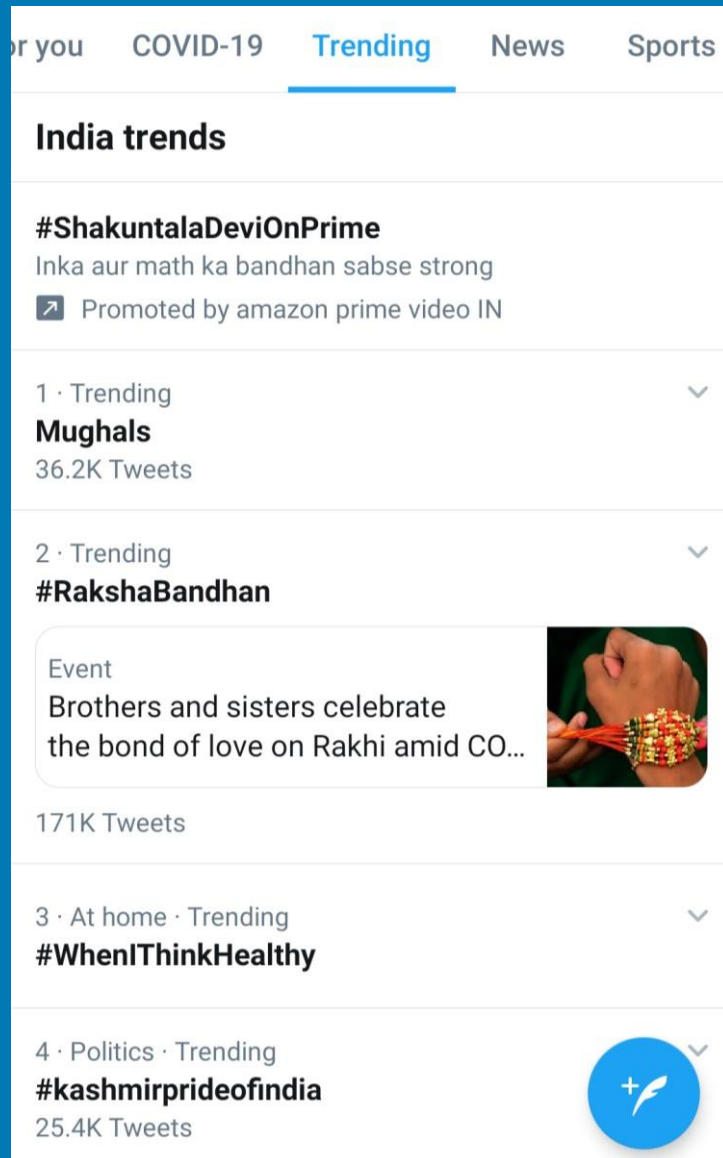 or you COVID-19 Trending News Sports
India trends
#ShakuntalaDeviOnPrime
Inka aur math ka bandhan sabse strong
Promoted by amazon prime video IN
1 · Trending
Mughals
36.2K Tweets
2 · Trending
#RakshaBandhan
Event
Brothers and sisters celebrate
the bond of love on Rakhi amid CO...
171K Tweets
3 · At home · Trending
#WhenIThinkHealthy
4 · Politics · Trending
#kashmirprideofindia
25.4K Tweets